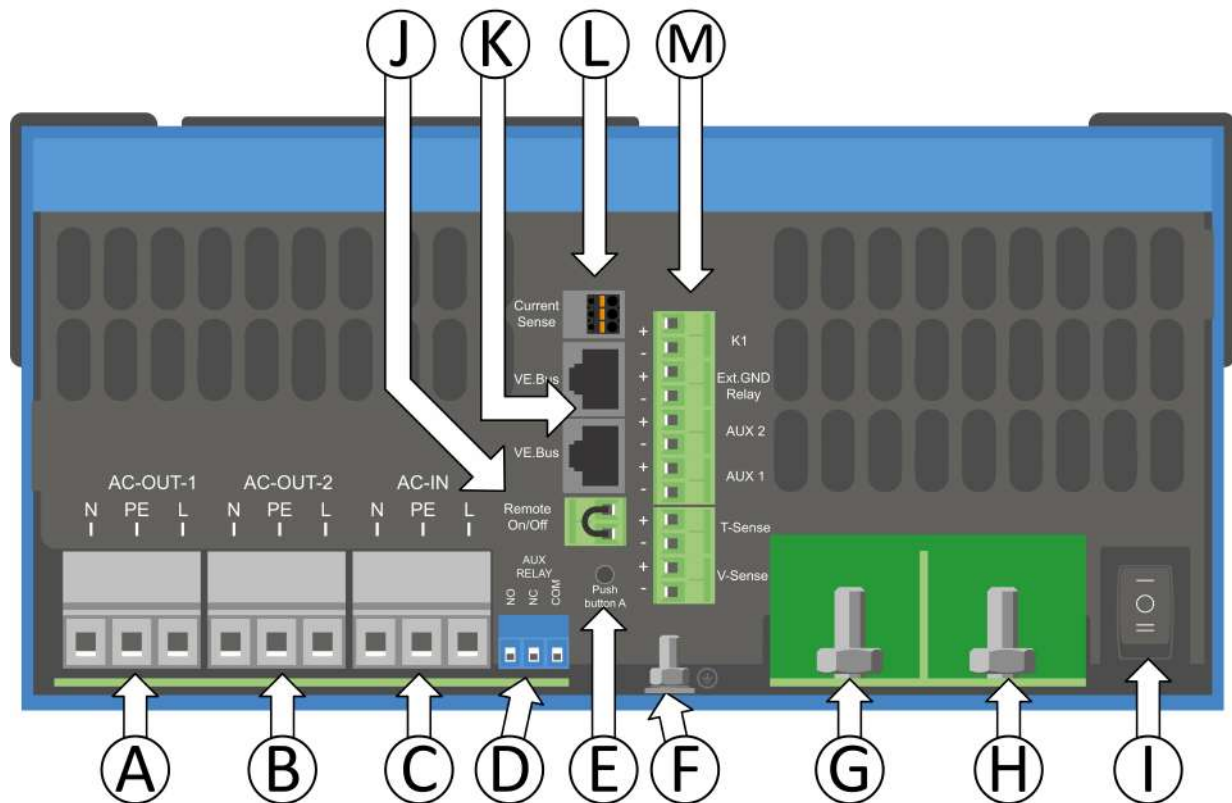 J K L M
Current
Sense
VE.Bus
VE.Bus
Remote
On/Off
+ K1
-
+ Ext.GND
- Relay
+ AUX 2
-
+ AUX 1
-
+ T-Sense
-
+ V-Sense
-
AC-OUT-1 AC-OUT-2 AC-IN
N PE L N PE L N PE L
AUX
RELAY
NO NC COM
Push
button A
A B C D E F G H I